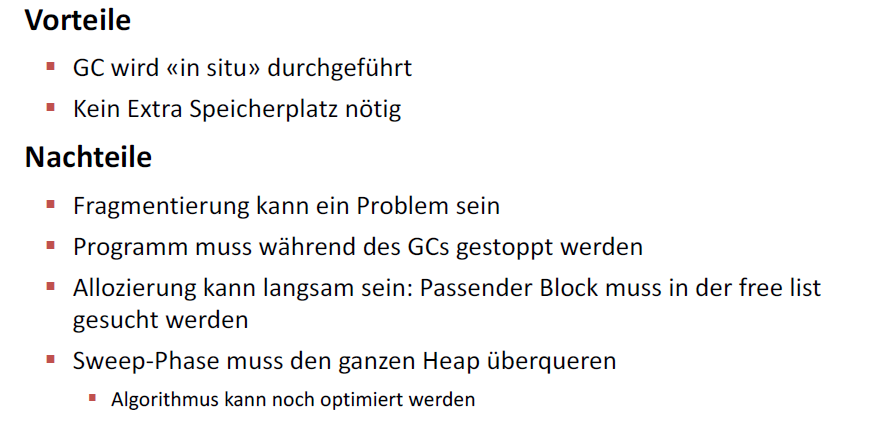 Vorteile
GC wird «in situ» durchgeführt
Kein Extra Speicherplatz nötig
Nachteile
Fragmentierung kann ein Problem sein
Programm muss während des GCs gestoppt werden
Allozierung kann langsam sein: Passender Block muss in der free list
gesucht werden
Sweep-Phase muss den ganzen Heap überqueren
Algorithmus kann noch optimiert werden